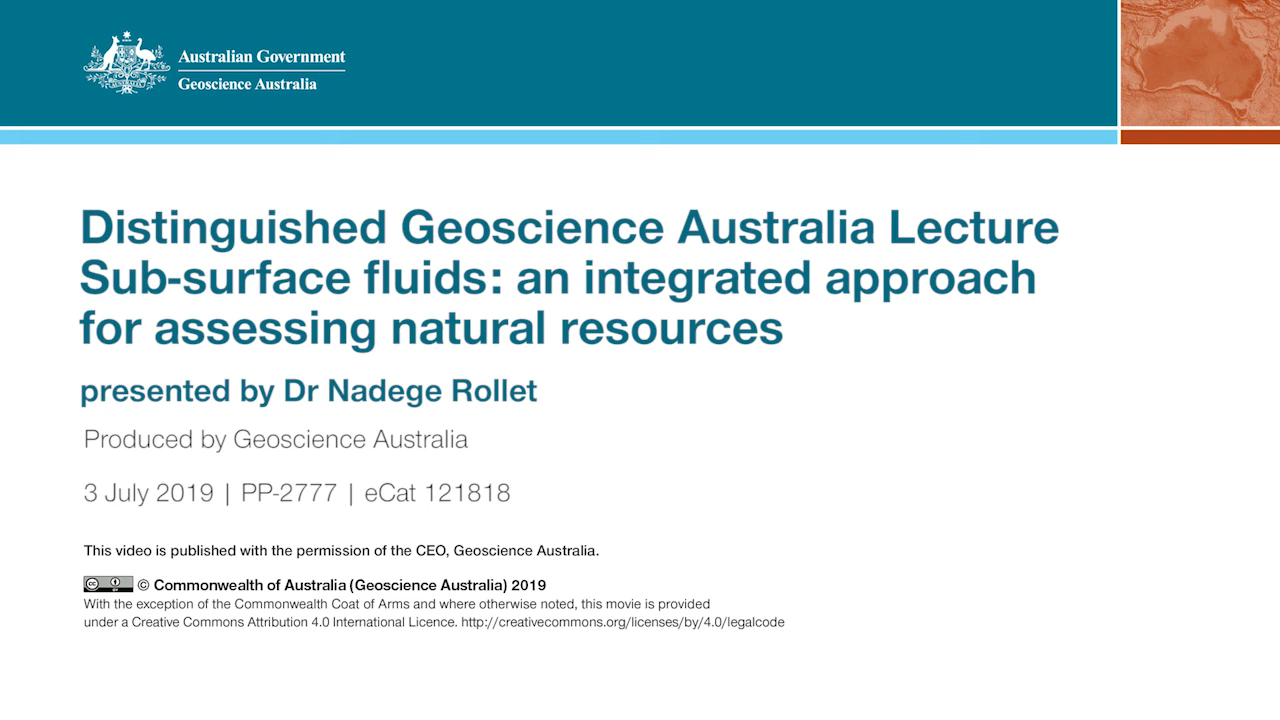 Australian Government
Geoscience Australia
Distinguished Geoscience Australia Lecture
Sub-surface fluids: an integrated approach
for assessing natural resources
presented by Dr Nadege Rollet
Produced by Geoscience Australia
3 July 2019 | PP-2777 | eCat 121818
This video is published with the permission of the CEO, Geoscience Australia.
© Commonwealth of Australia (Geoscience Australia) 2019
With the exception of the Commonwealth Coat of Arms and where otherwise noted, this movie is provided
under a Creative Commons Attribution 4.0 International Licence. http://creativecommons.org/licenses/by/4.0/legalcode